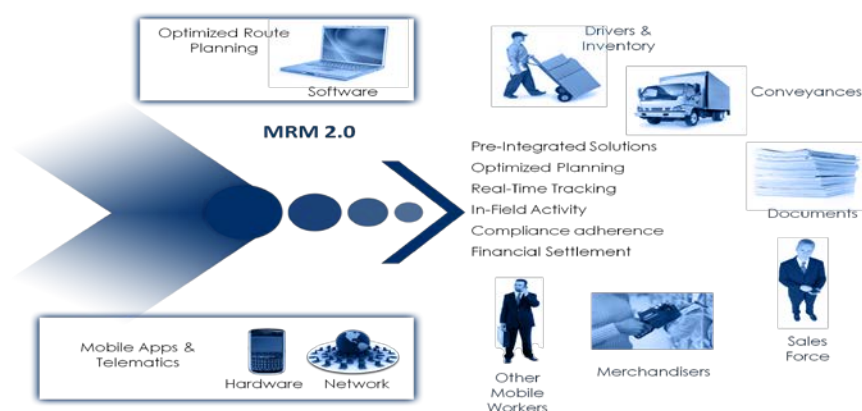 Optimized Route
Planning
Software
MRM 2.0
Mobile Apps &
Telematics
Hardware
Network
Drivers &
Inventory
Conveyances
Pre-Integrated Solutions
Optimized Planning
Real-Time Tracking
In-Field Activity
Compliance adherence
Financial Settlement
Documents
Sales
Force
Merchandisers
Other
Mobile
Workers